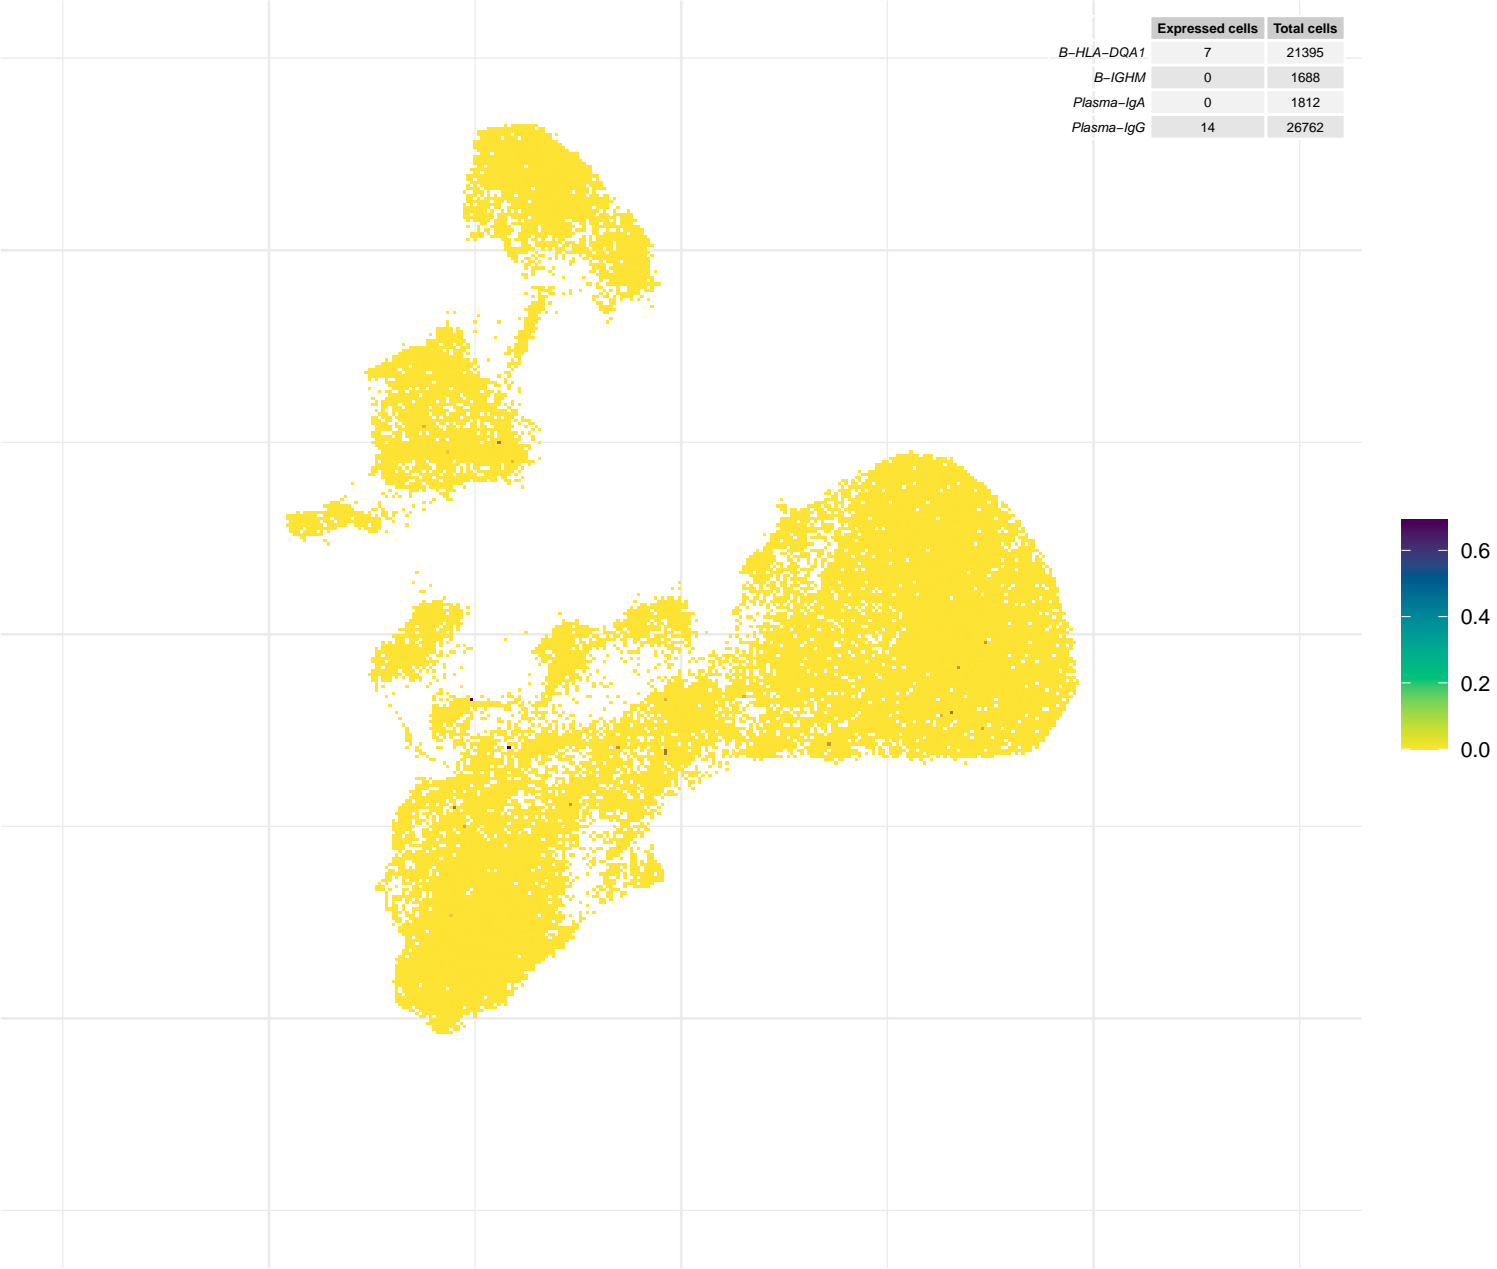 Expressed cells Total cells
B−HLA−DQA1 7 21395
B−IGHM 0 1688
Plasma−IgA 0 1812
Plasma−IgG 14 26762
0.6
0.4
0.2
0.0